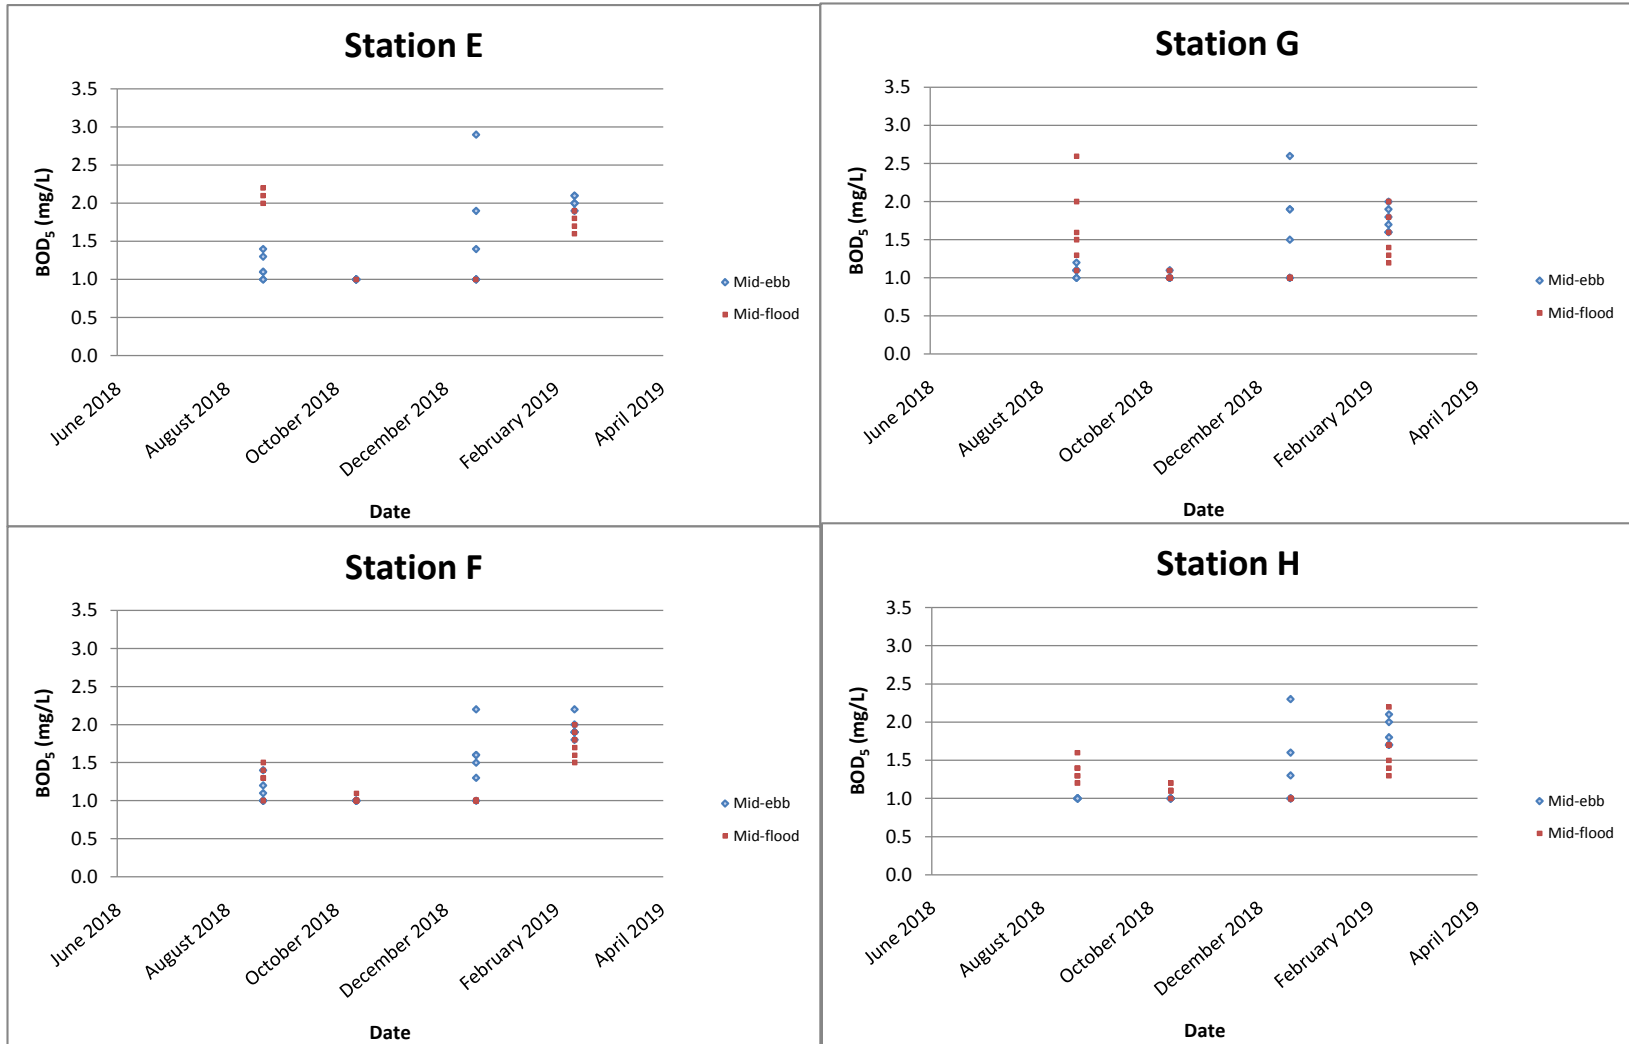 Station E
3.5
3.0
2.5
2.0
1.5
1.0
0.5
0.0
BOD5 (mg/L)
June 2018
August 2018
October 2018
December 2018
February 2019
April 2019
Date
Mid-ebb
Mid-flood
Station G
3.5
3.0
2.5
2.0
1.5
1.0
0.5
0.0
BOD5 (mg/L)
June 2018
August 2018
October 2018
December 2018
February 2019
April 2019
Date
Mid-ebb
Mid-flood
Station F
3.5
3.0
2.5
2.0
1.5
1.0
0.5
0.0
BOD5 (mg/L)
June 2018
August 2018
October 2018
December 2018
February 2019
April 2019
Date
Mid-ebb
Mid-flood
Station H
3.5
3.0
2.5
2.0
1.5
1.0
0.5
0.0
BOD5 (mg/L)
June 2018
August 2018
October 2018
December 2018
February 2019
April 2019
Date
Mid-ebb
Mid-flood